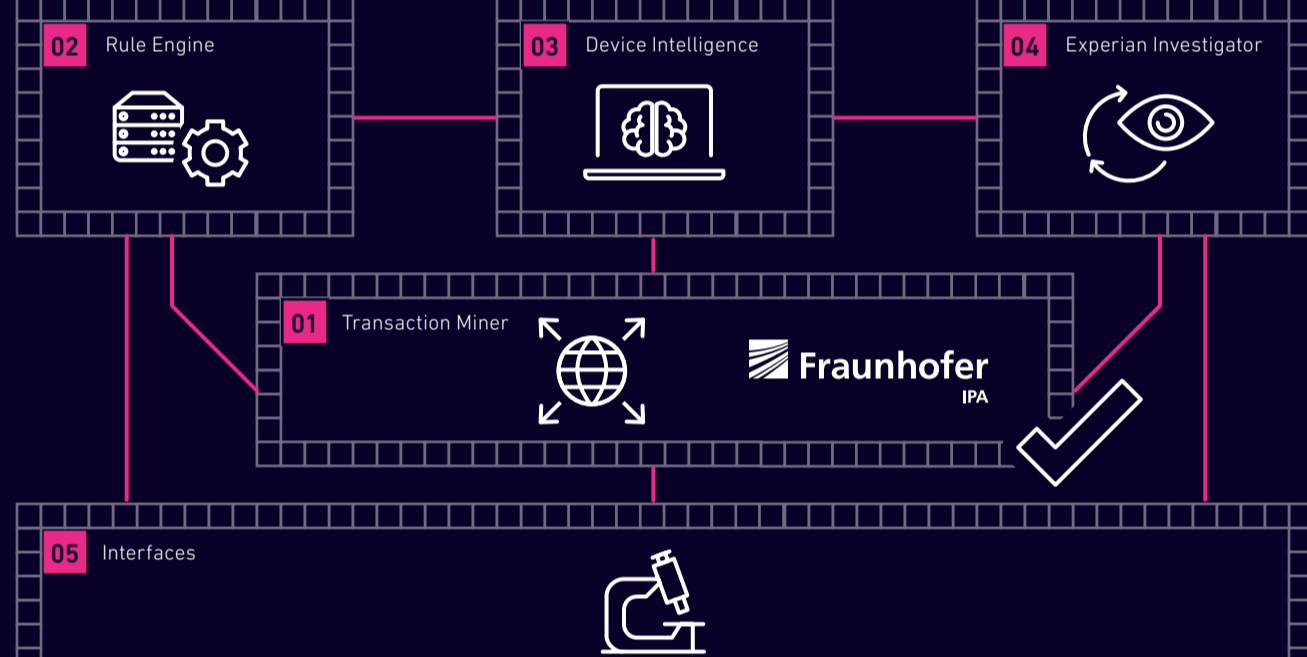 02 Rule Engine
03 Device Intelligence
04 Experian Investigator
01 Transaction Miner
Fraunhofer
IPA
05 Interfaces